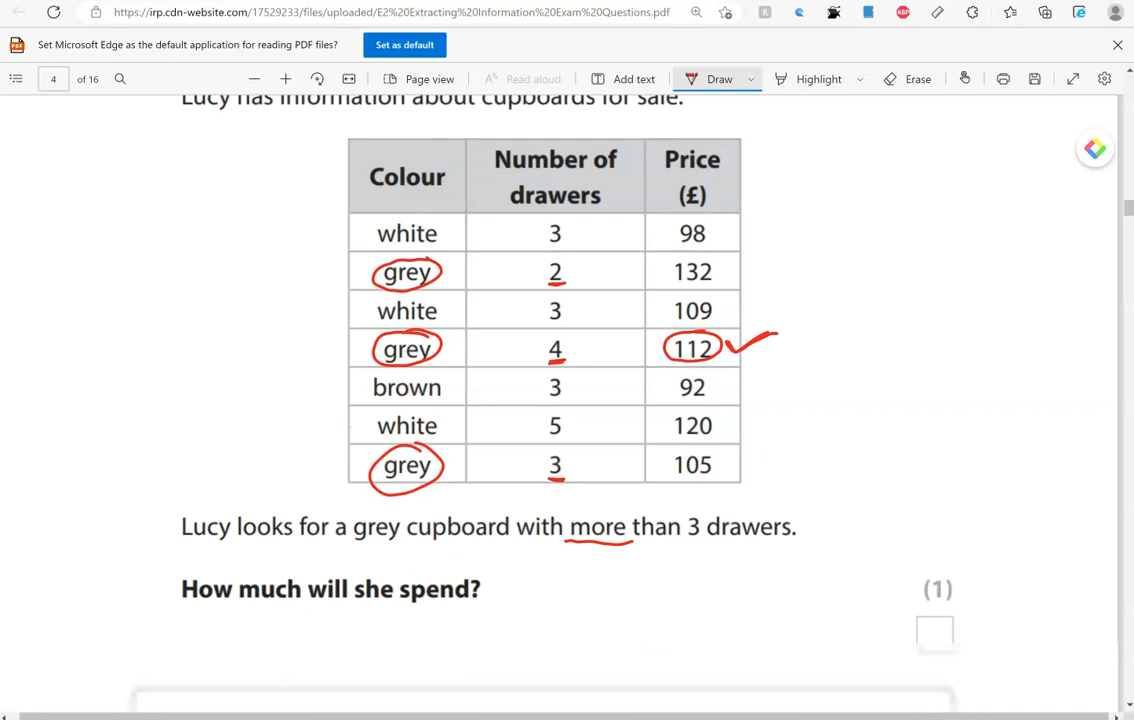 https://irp.cdn-website.com/17529233/files/uploaded/E2%20Extracting%20Information%20Exam%20Questions.pdf
ABP
Set Microsoft Edge as the default application for reading PDF files?
Set as default
4 of 16
Page view
Read aloud
Add text
Draw
Highlight
Erase
Lucy has information about cupboards for sale.
Colour Number of drawers Price (£)
white 3 98
grey 2 132
white 3 109
grey 4 112
brown 3 92
white 5 120
grey 3 105
Lucy looks for a grey cupboard with more than 3 drawers.
How much will she spend? (1)